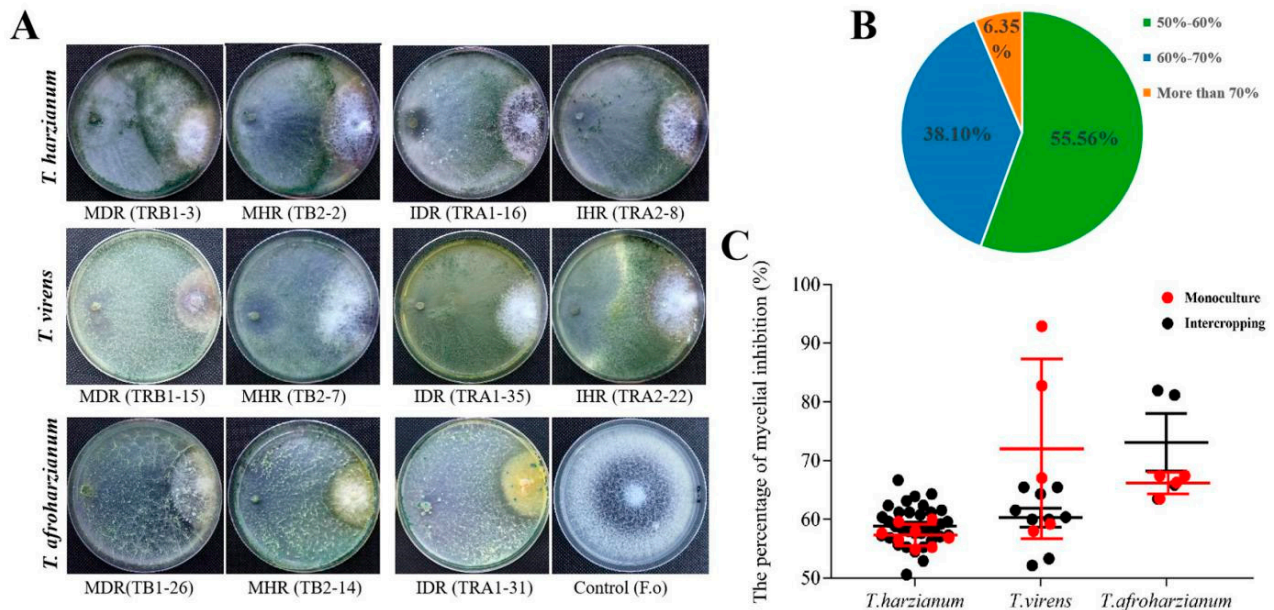 A
T. harzianum
MDR (TRB1-3)
MHR (TB2-2)
IDR (TRA1-16)
IHR (TRA2-8)
T. virens
MDR (TRB1-15)
MHR (TB2-7)
IDR (TRA1-35)
IHR (TRA2-22)
T. afroharzianum
MDR(TB1-26)
MHR (TB2-14)
IDR (TRA1-31)
Control (F.o)
B
6.35
%
38.10%
55.56%
50%-60%
60%-70%
More than 70%
C
The percentage of mycelial inhibition (%)
100
90
80
70
60
50
Monoculture
Intercropping
T.harzianum
T.virens
T.afroharzianum